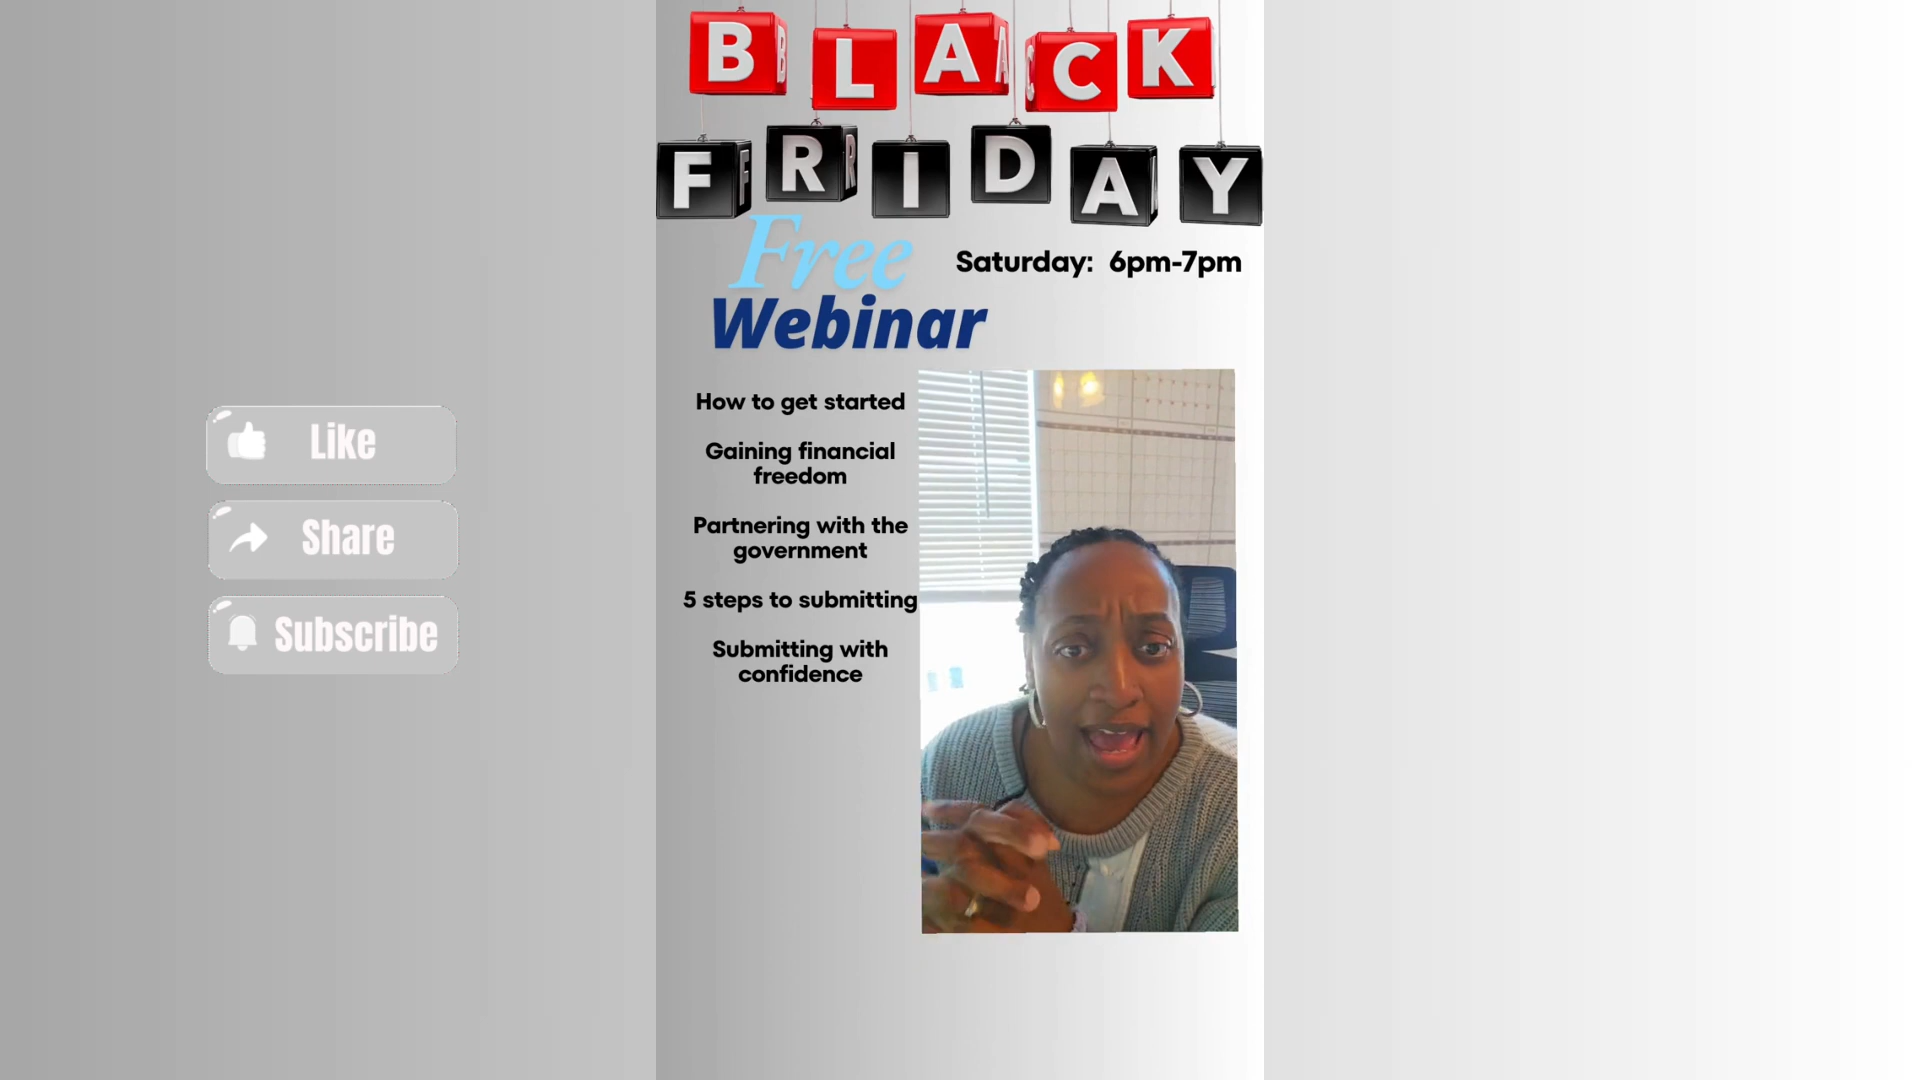 BLACK
FRIDAY
Free
Saturday: 6pm-7pm
Webinar
How to get started
Gaining financial
freedom
Partnering with the
government
5 steps to submitting
Submitting with
confidence
Like
Share
Subscribe